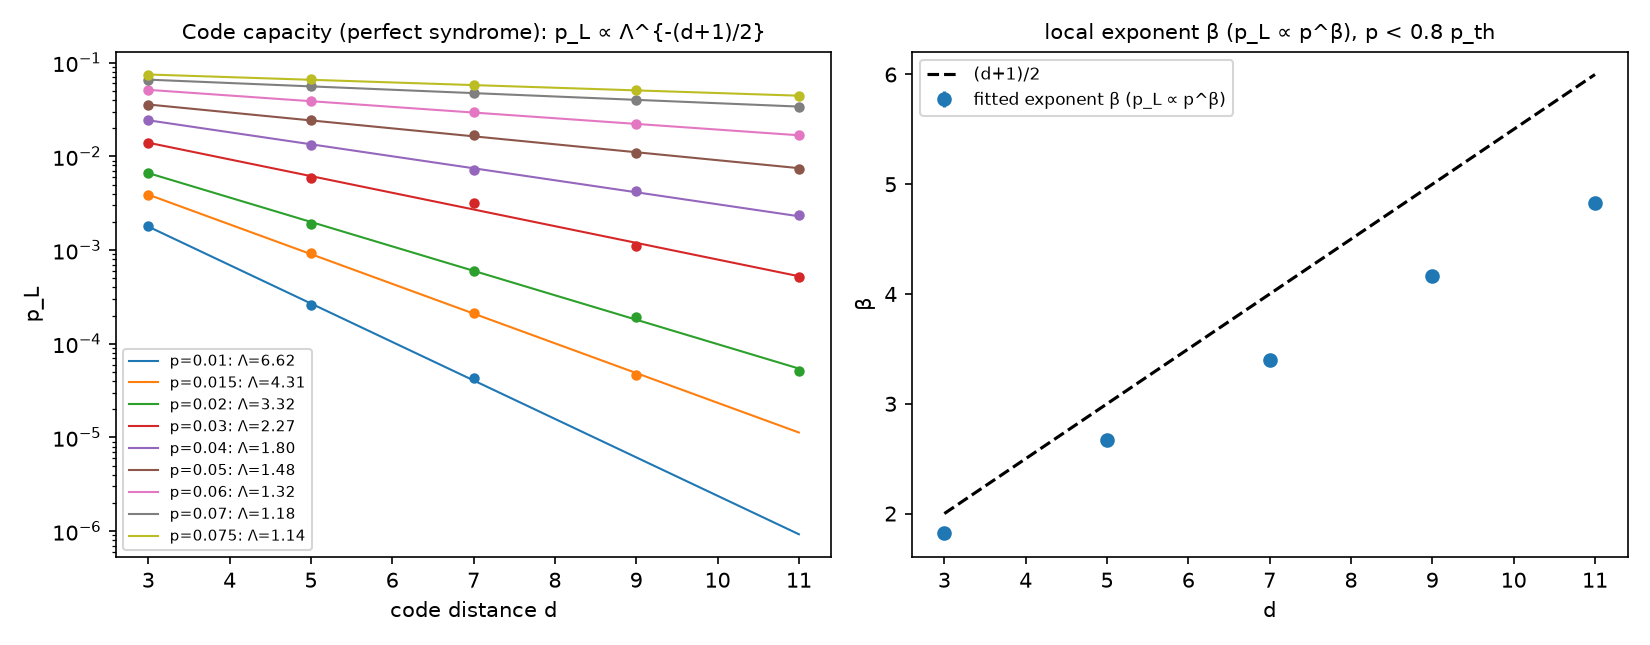 Code capacity (perfect syndrome): p_L ∝ Λ^{-(d+1)/2}
p_L
10⁻¹
10⁻²
10⁻³
10⁻⁴
10⁻⁵
10⁻⁶
p=0.01: Λ=6.62
p=0.015: Λ=4.31
p=0.02: Λ=3.32
p=0.03: Λ=2.27
p=0.04: Λ=1.80
p=0.05: Λ=1.48
p=0.06: Λ=1.32
p=0.07: Λ=1.18
p=0.075: Λ=1.14
3 4 5 6 7 8 9 10 11
code distance d
local exponent β (p_L ∝ p^β), p < 0.8 p_th
β
6
5
4
3
2
(d+1)/2
fitted exponent β (p_L ∝ p^β)
3 4 5 6 7 8 9 10 11
d